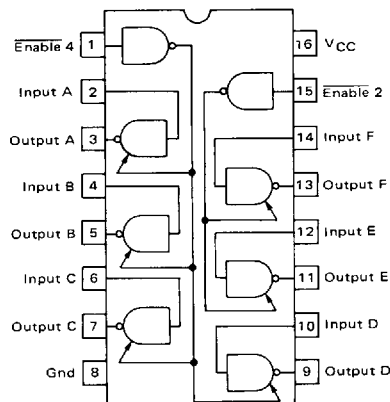 Enable 4 1
Input A 2
Output A 3
Input B 4
Output B 5
Input C 6
Output C 7
Gnd 8
16 VCC
15 Enable 2
14 Input F
13 Output F
12 Input E
11 Output E
10 Input D
9 Output D